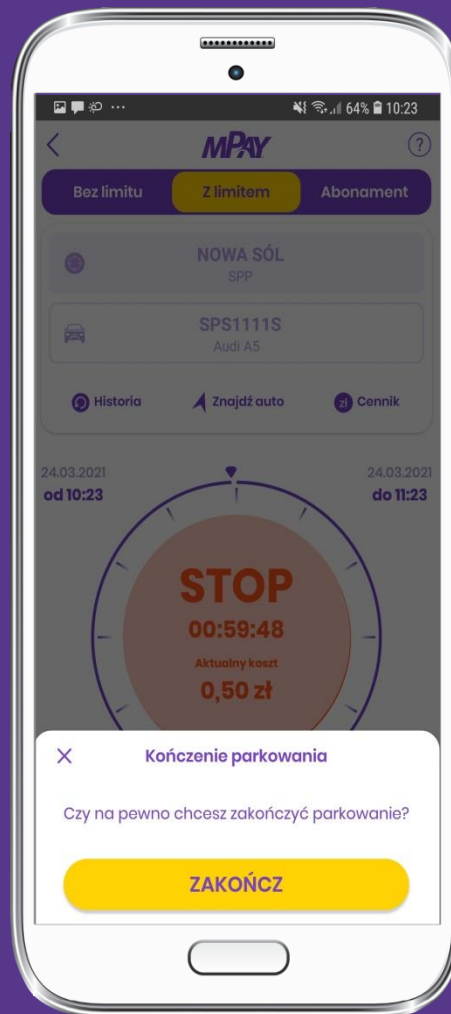 64% 10:23
mPAY
?
Bez limitu Z limitem Abonament
NOWA SÓL
SPP
SPS1111S
Audi A5
Historia Znajdź auto zł Cennik
24.03.2021 24.03.2021
od 10:23 do 11:23
STOP
00:59:48
Aktualny koszt
0,50 zł
Kończenie parkowania
Czy na pewno chcesz zakończyć parkowanie?
ZAKOŃCZ